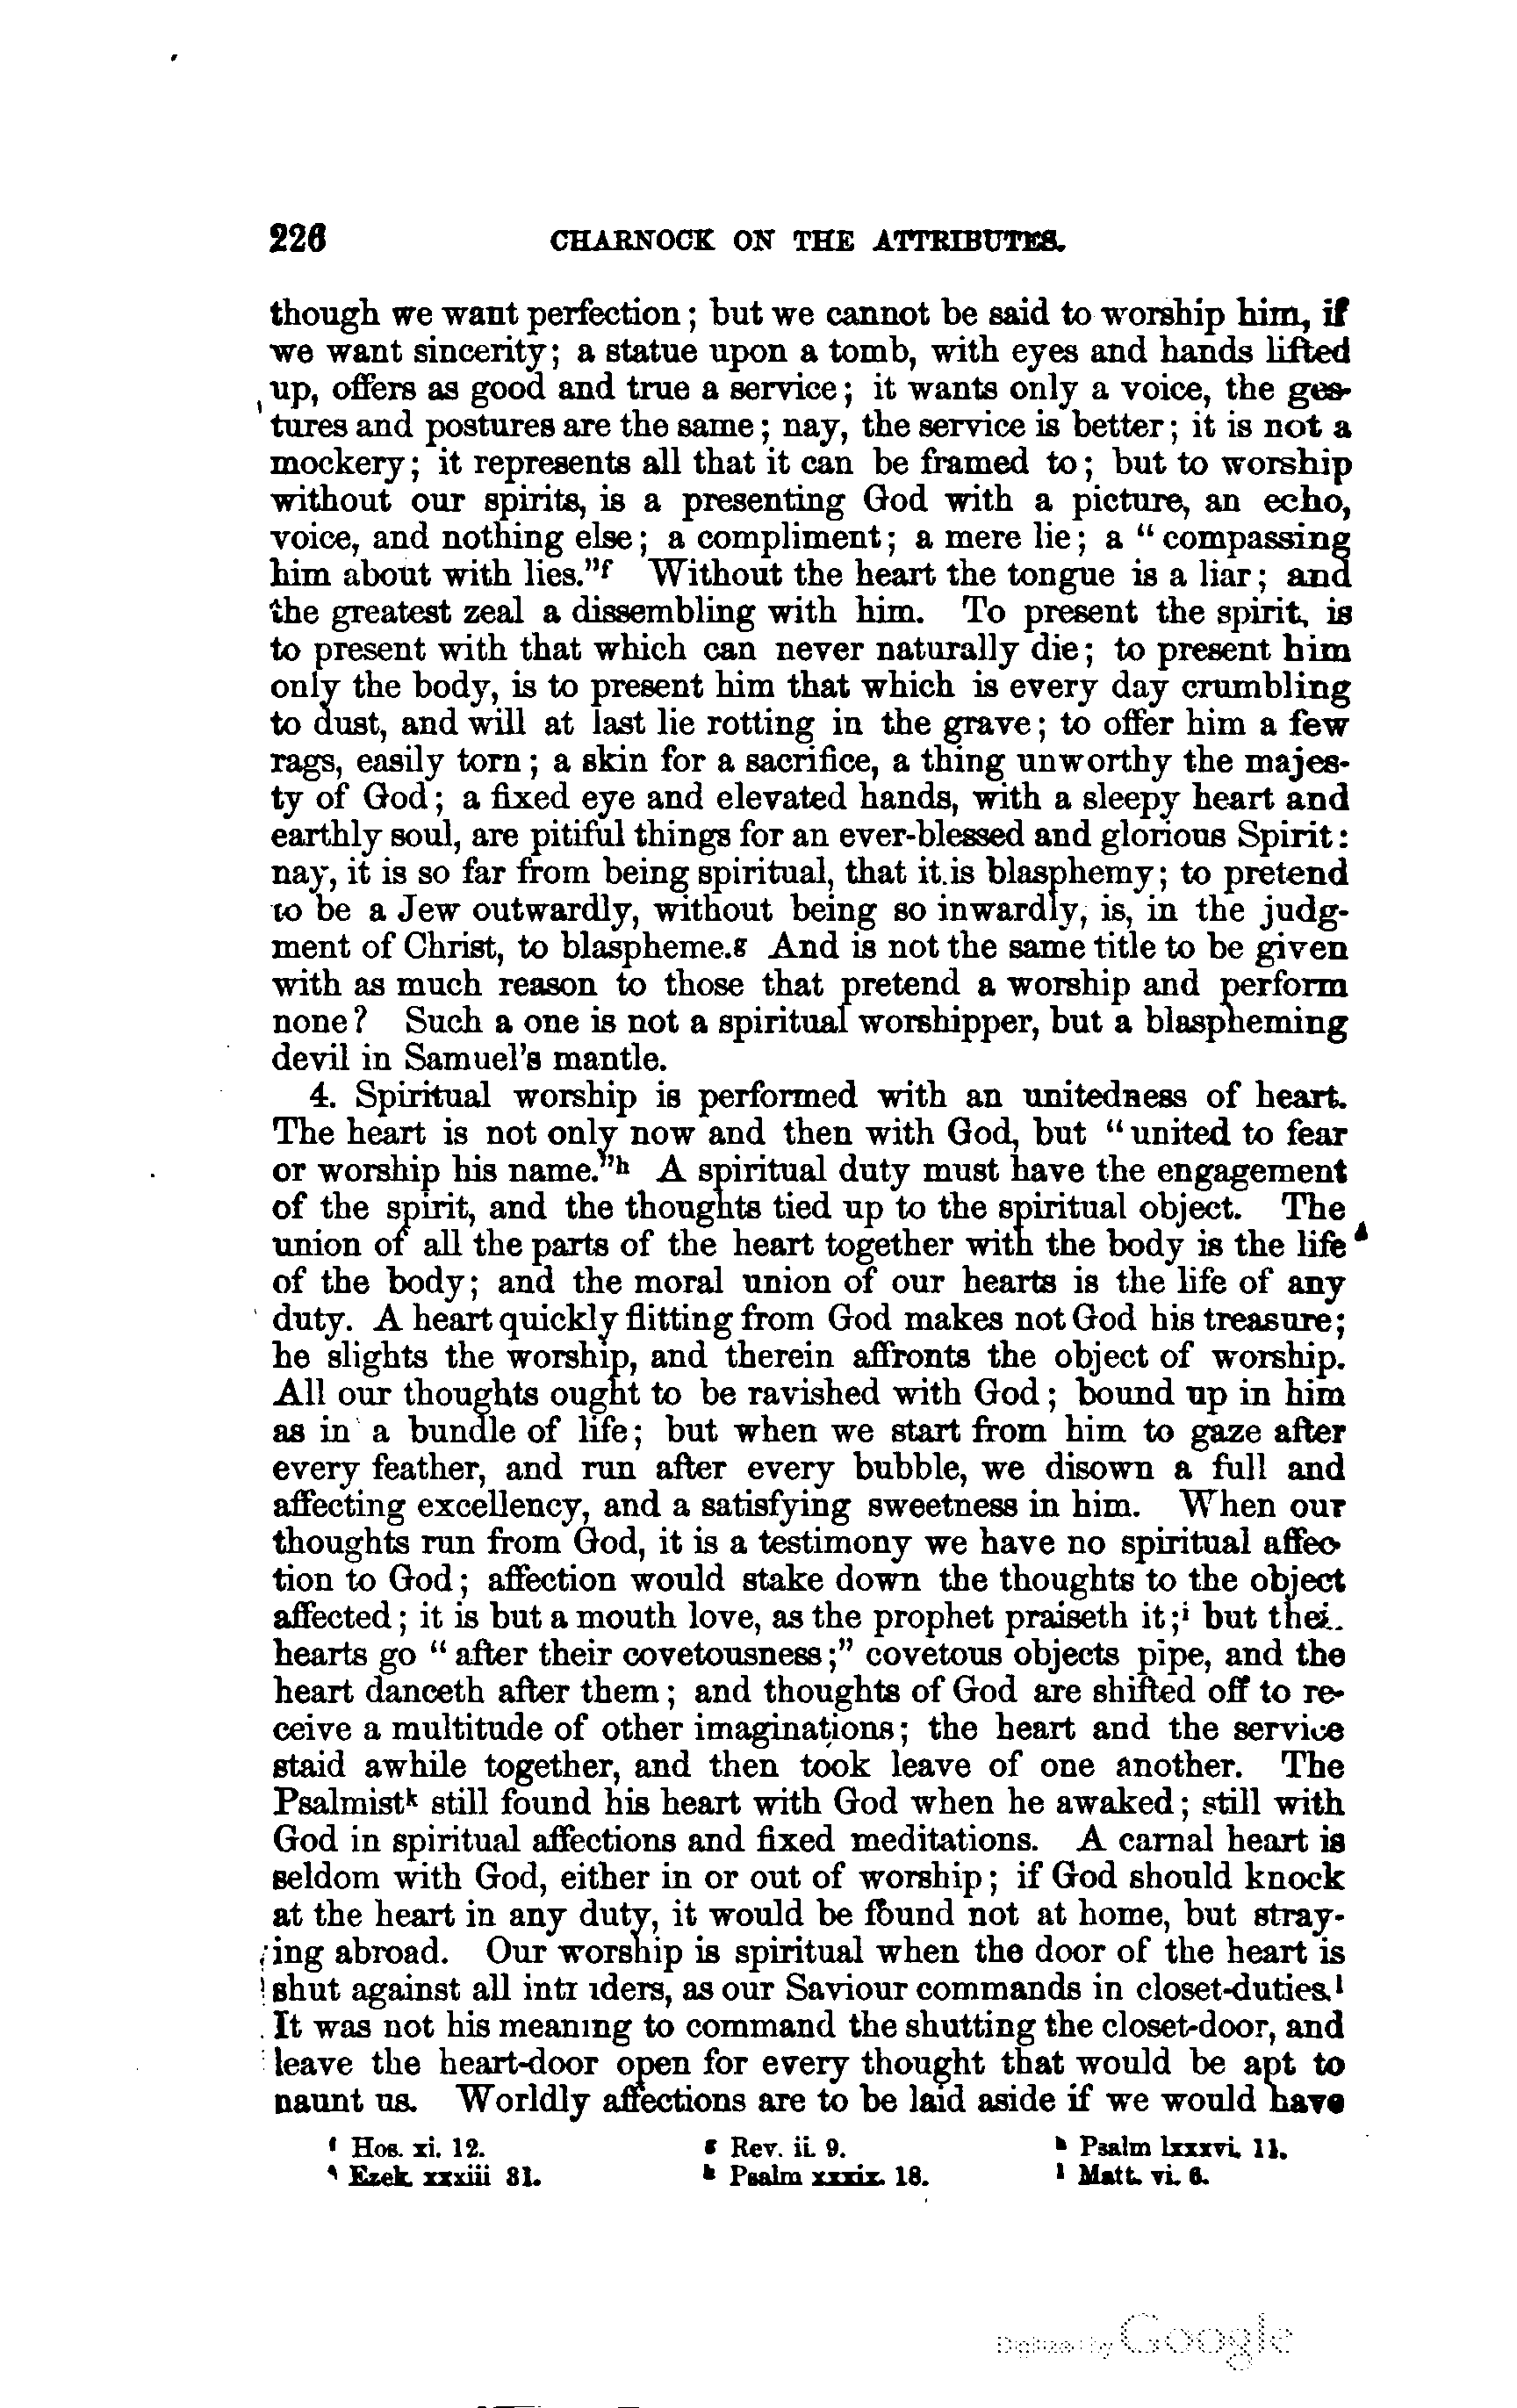 226 CHARNOCK ON THE ATTRIBUTES.
though we want perfection; but we cannot be said to worship him, if
we want sincerity; a statue upon a tomb, with eyes and hands lifted
up, offers as good and true a service; it wants only a voice, the ges-
tures and postures are the same; nay, the service is better; it is not a
mockery; it represents all that it can be framed to; but to worship
without our spirits, is a presenting God with a picture, an echo,
voice, and nothing else; a compliment; a mere lie; a “compassing
him about with lies.”f Without the heart the tongue is a liar; and
the greatest zeal a dissembling with him. To present the spirit, is
to present with that which can never naturally die; to present him
only the body, is to present him that which is every day crumbling
to dust, and will at last lie rotting in the grave; to offer him a few
rags, easily torn; a skin for a sacrifice, a thing unworthy the majes-
ty of God; a fixed eye and elevated hands, with a sleepy heart and
earthly soul, are pitiful things for an ever-blessed and glorious Spirit:
nay, it is so far from being spiritual, that it is blasphemy; to pretend
to be a Jew outwardly, without being so inwardly, is, in the judg-
ment of Christ, to blaspheme.g And is not the same title to be given
with as much reason to those that pretend a worship and perform
none? Such a one is not a spiritual worshipper, but a blaspheming
devil in Samuel's mantle.
4. Spiritual worship is performed with an unitedness of heart.
The heart is not only now and then with God, but “united to fear
or worship his name.”h A spiritual duty must have the engagement
of the spirit, and the thoughts tied up to the spiritual object. The
union of all the parts of the heart together with the body is the life
of the body; and the moral union of our hearts is the life of any
duty. A heart quickly flitting from God makes not God his treasure;
he slights the worship, and therein affronts the object of worship.
All our thoughts ought to be ravished with God; bound up in him
as in a bundle of life; but when we start from him to gaze after
every feather, and run after every bubble, we disown a full and
affecting excellency, and a satisfying sweetness in him. When our
thoughts run from God, it is a testimony we have no spiritual affec-
tion to God; affection would stake down the thoughts to the object
affected; it is but a mouth love, as the prophet praiseth it;i but thei.
hearts go “after their covetousness;” covetous objects pipe, and the
heart danceth after them; and thoughts of God are shifted off to re-
ceive a multitude of other imaginations; the heart and the service
staid awhile together, and then took leave of one another. The
Psalmistk still found his heart with God when he awaked; still with
God in spiritual affections and fixed meditations. A carnal heart is
seldom with God, either in or out of worship; if God should knock
at the heart in any duty, it would be found not at home, but stray-
ing abroad. Our worship is spiritual when the door of the heart is
shut against all intr iders, as our Saviour commands in closet-duties.l
It was not his meaning to command the shutting the closet-door, and
leave the heart-door open for every thought that would be apt to
haunt us. Worldly affections are to be laid aside if we would have
f Hos. xi. 12. g Rev. ii. 9. h Psalm lxxxvi. 11.
i Ezek. xxxiii 31. k Psalm xxxix. 18. l Matt. vi. 6.
Digitized by Google